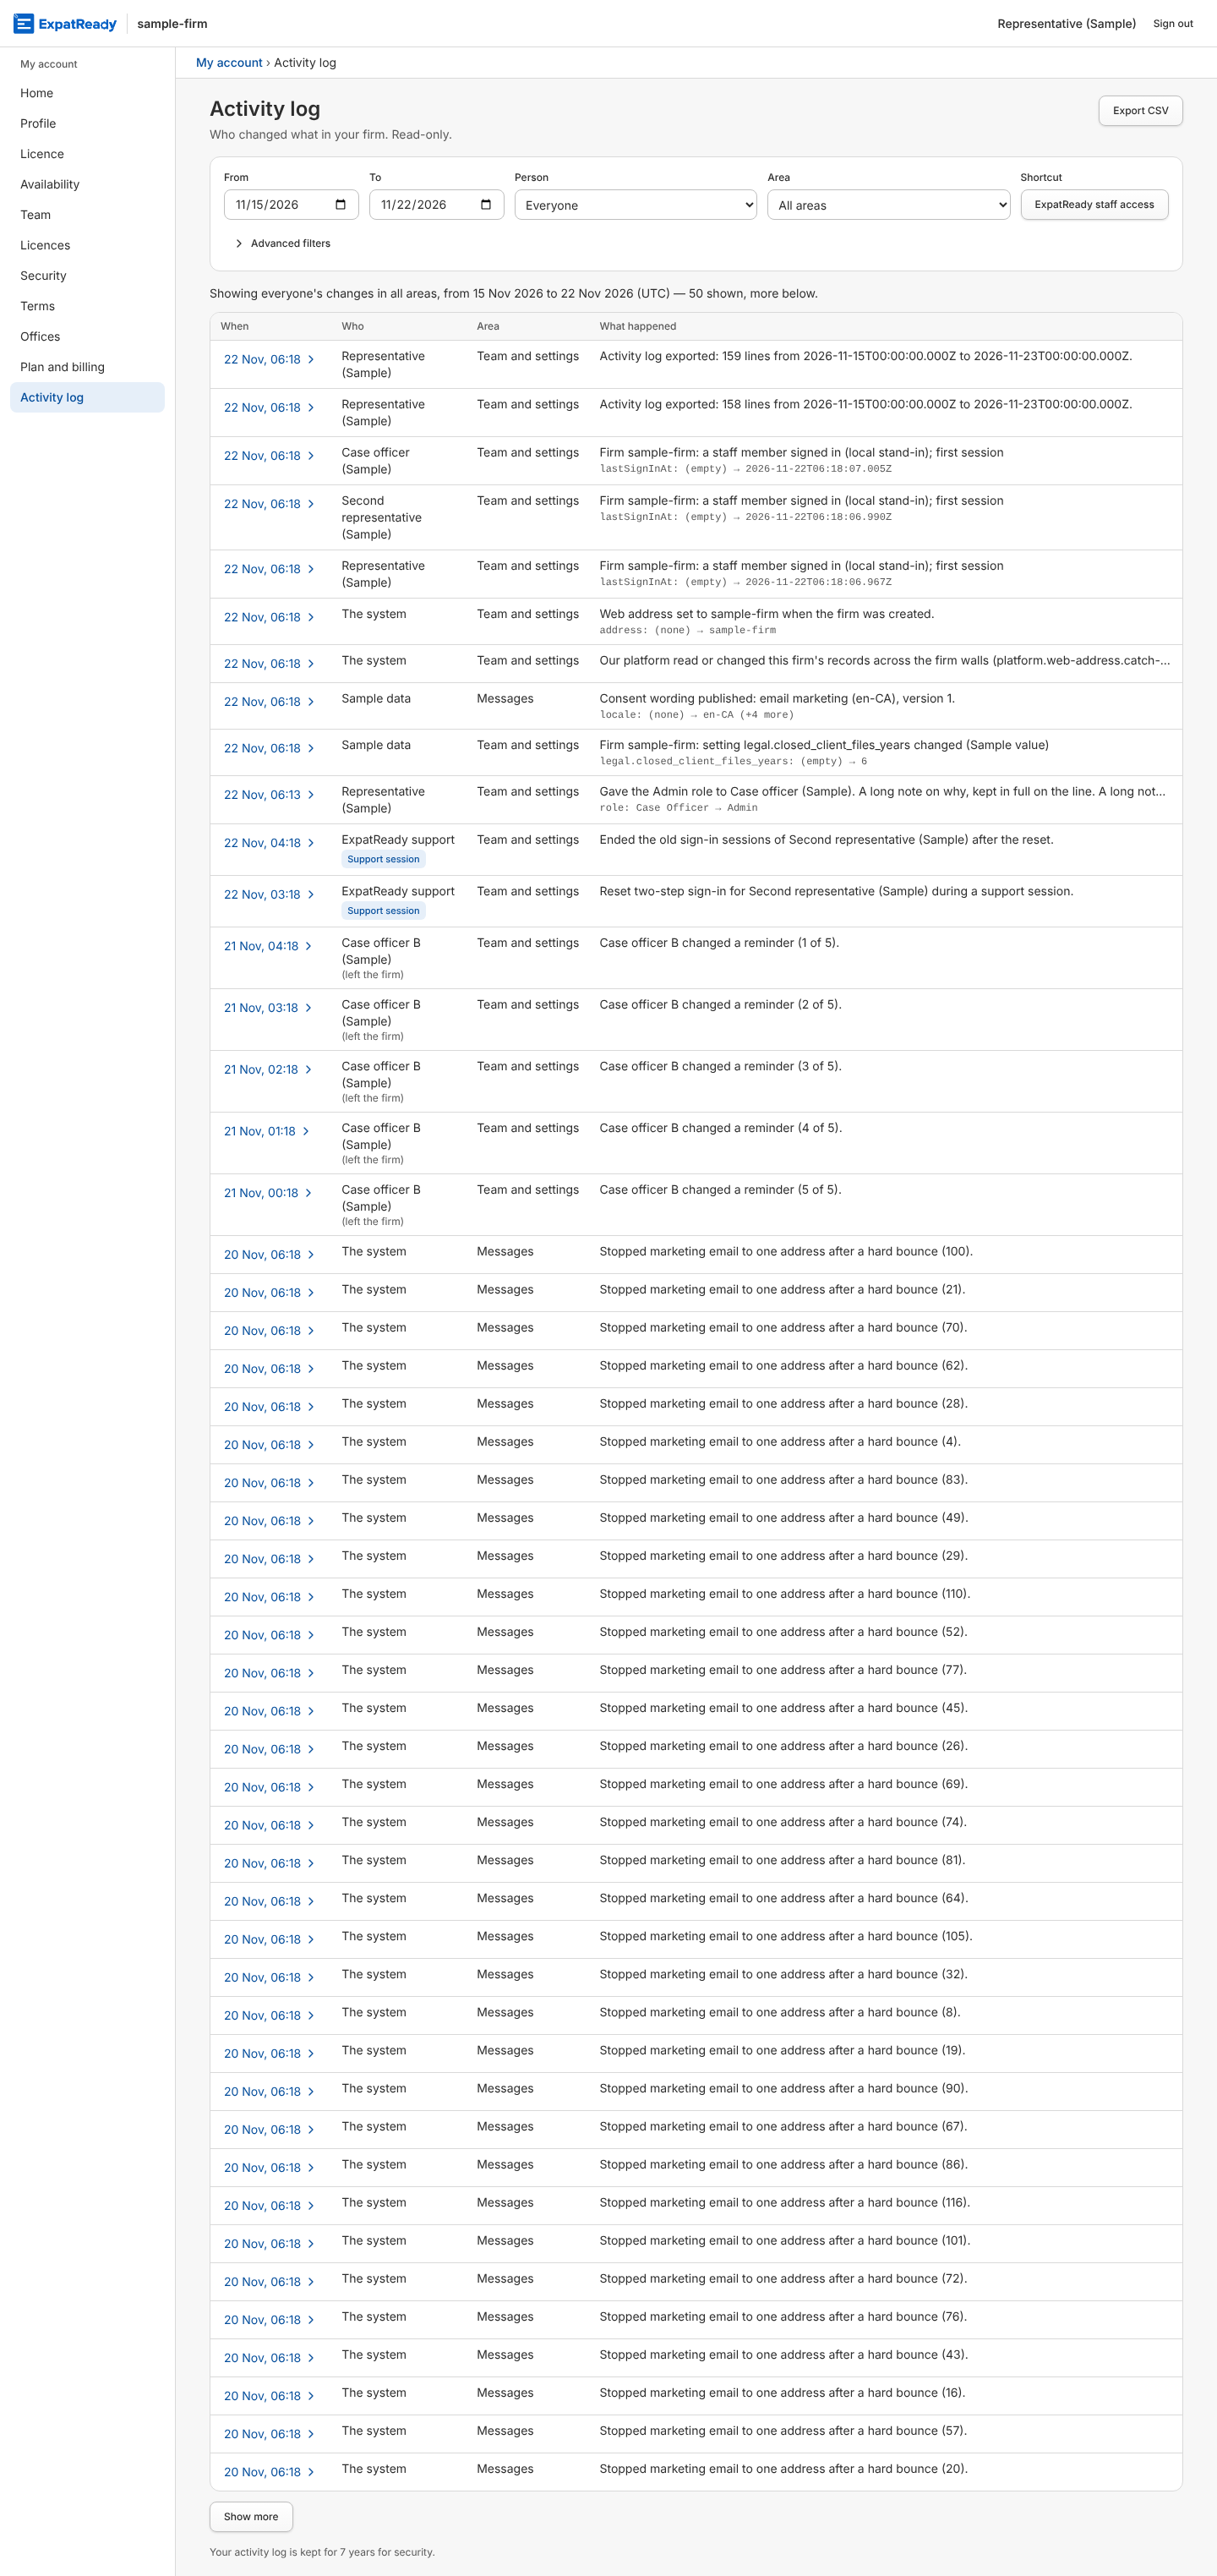 ExpatReady
sample-firm
Representative (Sample)
Sign out
My account
Home
Profile
Licence
Availability
Team
Licences
Security
Terms
Offices
Plan and billing
Activity log
My account › Activity log
Activity log
Who changed what in your firm. Read-only.
Export CSV
From
To
Person
Area
Shortcut
11/15/2026
11/22/2026
Everyone
All areas
ExpatReady staff access
Advanced filters
Showing everyone's changes in all areas, from 15 Nov 2026 to 22 Nov 2026 (UTC) — 50 shown, more below.
When Who Area What happened
22 Nov, 06:18 Representative Team and settings Activity log exported: 159 lines from 2026-11-15T00:00:00.000Z to 2026-11-23T00:00:00.000Z.
(Sample)
22 Nov, 06:18 Representative Team and settings Activity log exported: 158 lines from 2026-11-15T00:00:00.000Z to 2026-11-23T00:00:00.000Z.
(Sample)
22 Nov, 06:18 Case officer Team and settings Firm sample-firm: a staff member signed in (local stand-in); first session
(Sample) lastSignInAt: (empty) → 2026-11-22T06:18:07.005Z
22 Nov, 06:18 Second Team and settings Firm sample-firm: a staff member signed in (local stand-in); first session
representative lastSignInAt: (empty) → 2026-11-22T06:18:06.990Z
(Sample)
22 Nov, 06:18 Representative Team and settings Firm sample-firm: a staff member signed in (local stand-in); first session
(Sample) lastSignInAt: (empty) → 2026-11-22T06:18:06.967Z
22 Nov, 06:18 The system Team and settings Web address set to sample-firm when the firm was created.
address: (none) → sample-firm
22 Nov, 06:18 The system Team and settings Our platform read or changed this firm's records across the firm walls (platform.web-address.catch-...
22 Nov, 06:18 Sample data Messages Consent wording published: email marketing (en-CA), version 1.
locale: (none) → en-CA (+4 more)
22 Nov, 06:18 Sample data Team and settings Firm sample-firm: setting legal.closed_client_files_years changed (Sample value)
legal.closed_client_files_years: (empty) → 6
22 Nov, 06:13 Representative Team and settings Gave the Admin role to Case officer (Sample). A long note on why, kept in full on the line. A long not...
(Sample) role: Case Officer → Admin
22 Nov, 04:18 ExpatReady support Team and settings Ended the old sign-in sessions of Second representative (Sample) after the reset.
Support session
22 Nov, 03:18 ExpatReady support Team and settings Reset two-step sign-in for Second representative (Sample) during a support session.
Support session
21 Nov, 04:18 Case officer B Team and settings Case officer B changed a reminder (1 of 5).
(Sample)
(left the firm)
21 Nov, 03:18 Case officer B Team and settings Case officer B changed a reminder (2 of 5).
(Sample)
(left the firm)
21 Nov, 02:18 Case officer B Team and settings Case officer B changed a reminder (3 of 5).
(Sample)
(left the firm)
21 Nov, 01:18 Case officer B Team and settings Case officer B changed a reminder (4 of 5).
(Sample)
(left the firm)
21 Nov, 00:18 Case officer B Team and settings Case officer B changed a reminder (5 of 5).
(Sample)
(left the firm)
20 Nov, 06:18 The system Messages Stopped marketing email to one address after a hard bounce (100).
20 Nov, 06:18 The system Messages Stopped marketing email to one address after a hard bounce (21).
20 Nov, 06:18 The system Messages Stopped marketing email to one address after a hard bounce (70).
20 Nov, 06:18 The system Messages Stopped marketing email to one address after a hard bounce (62).
20 Nov, 06:18 The system Messages Stopped marketing email to one address after a hard bounce (28).
20 Nov, 06:18 The system Messages Stopped marketing email to one address after a hard bounce (4).
20 Nov, 06:18 The system Messages Stopped marketing email to one address after a hard bounce (83).
20 Nov, 06:18 The system Messages Stopped marketing email to one address after a hard bounce (49).
20 Nov, 06:18 The system Messages Stopped marketing email to one address after a hard bounce (29).
20 Nov, 06:18 The system Messages Stopped marketing email to one address after a hard bounce (110).
20 Nov, 06:18 The system Messages Stopped marketing email to one address after a hard bounce (52).
20 Nov, 06:18 The system Messages Stopped marketing email to one address after a hard bounce (77).
20 Nov, 06:18 The system Messages Stopped marketing email to one address after a hard bounce (45).
20 Nov, 06:18 The system Messages Stopped marketing email to one address after a hard bounce (26).
20 Nov, 06:18 The system Messages Stopped marketing email to one address after a hard bounce (69).
20 Nov, 06:18 The system Messages Stopped marketing email to one address after a hard bounce (74).
20 Nov, 06:18 The system Messages Stopped marketing email to one address after a hard bounce (81).
20 Nov, 06:18 The system Messages Stopped marketing email to one address after a hard bounce (64).
20 Nov, 06:18 The system Messages Stopped marketing email to one address after a hard bounce (105).
20 Nov, 06:18 The system Messages Stopped marketing email to one address after a hard bounce (32).
20 Nov, 06:18 The system Messages Stopped marketing email to one address after a hard bounce (8).
20 Nov, 06:18 The system Messages Stopped marketing email to one address after a hard bounce (19).
20 Nov, 06:18 The system Messages Stopped marketing email to one address after a hard bounce (90).
20 Nov, 06:18 The system Messages Stopped marketing email to one address after a hard bounce (67).
20 Nov, 06:18 The system Messages Stopped marketing email to one address after a hard bounce (86).
20 Nov, 06:18 The system Messages Stopped marketing email to one address after a hard bounce (116).
20 Nov, 06:18 The system Messages Stopped marketing email to one address after a hard bounce (101).
20 Nov, 06:18 The system Messages Stopped marketing email to one address after a hard bounce (72).
20 Nov, 06:18 The system Messages Stopped marketing email to one address after a hard bounce (76).
20 Nov, 06:18 The system Messages Stopped marketing email to one address after a hard bounce (43).
20 Nov, 06:18 The system Messages Stopped marketing email to one address after a hard bounce (16).
20 Nov, 06:18 The system Messages Stopped marketing email to one address after a hard bounce (57).
20 Nov, 06:18 The system Messages Stopped marketing email to one address after a hard bounce (20).
Show more
Your activity log is kept for 7 years for security.